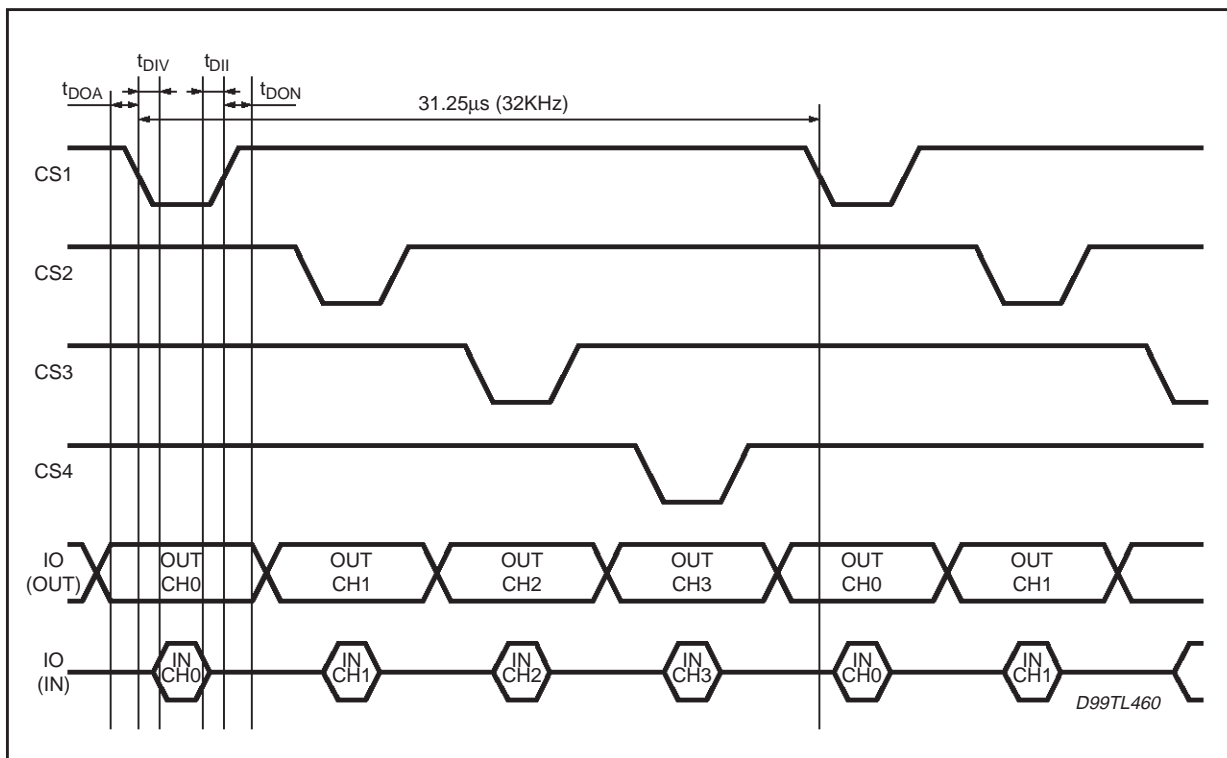 tDIV tDII
tDOA tDON
31.25µs (32KHz)
CS1
CS2
CS3
CS4
IO
(OUT)
OUT
CH0
OUT
CH1
OUT
CH2
OUT
CH3
OUT
CH0
OUT
CH1
IO
(IN)
IN
CH0
IN
CH1
IN
CH2
IN
CH3
IN
CH0
IN
CH1
D99TL460